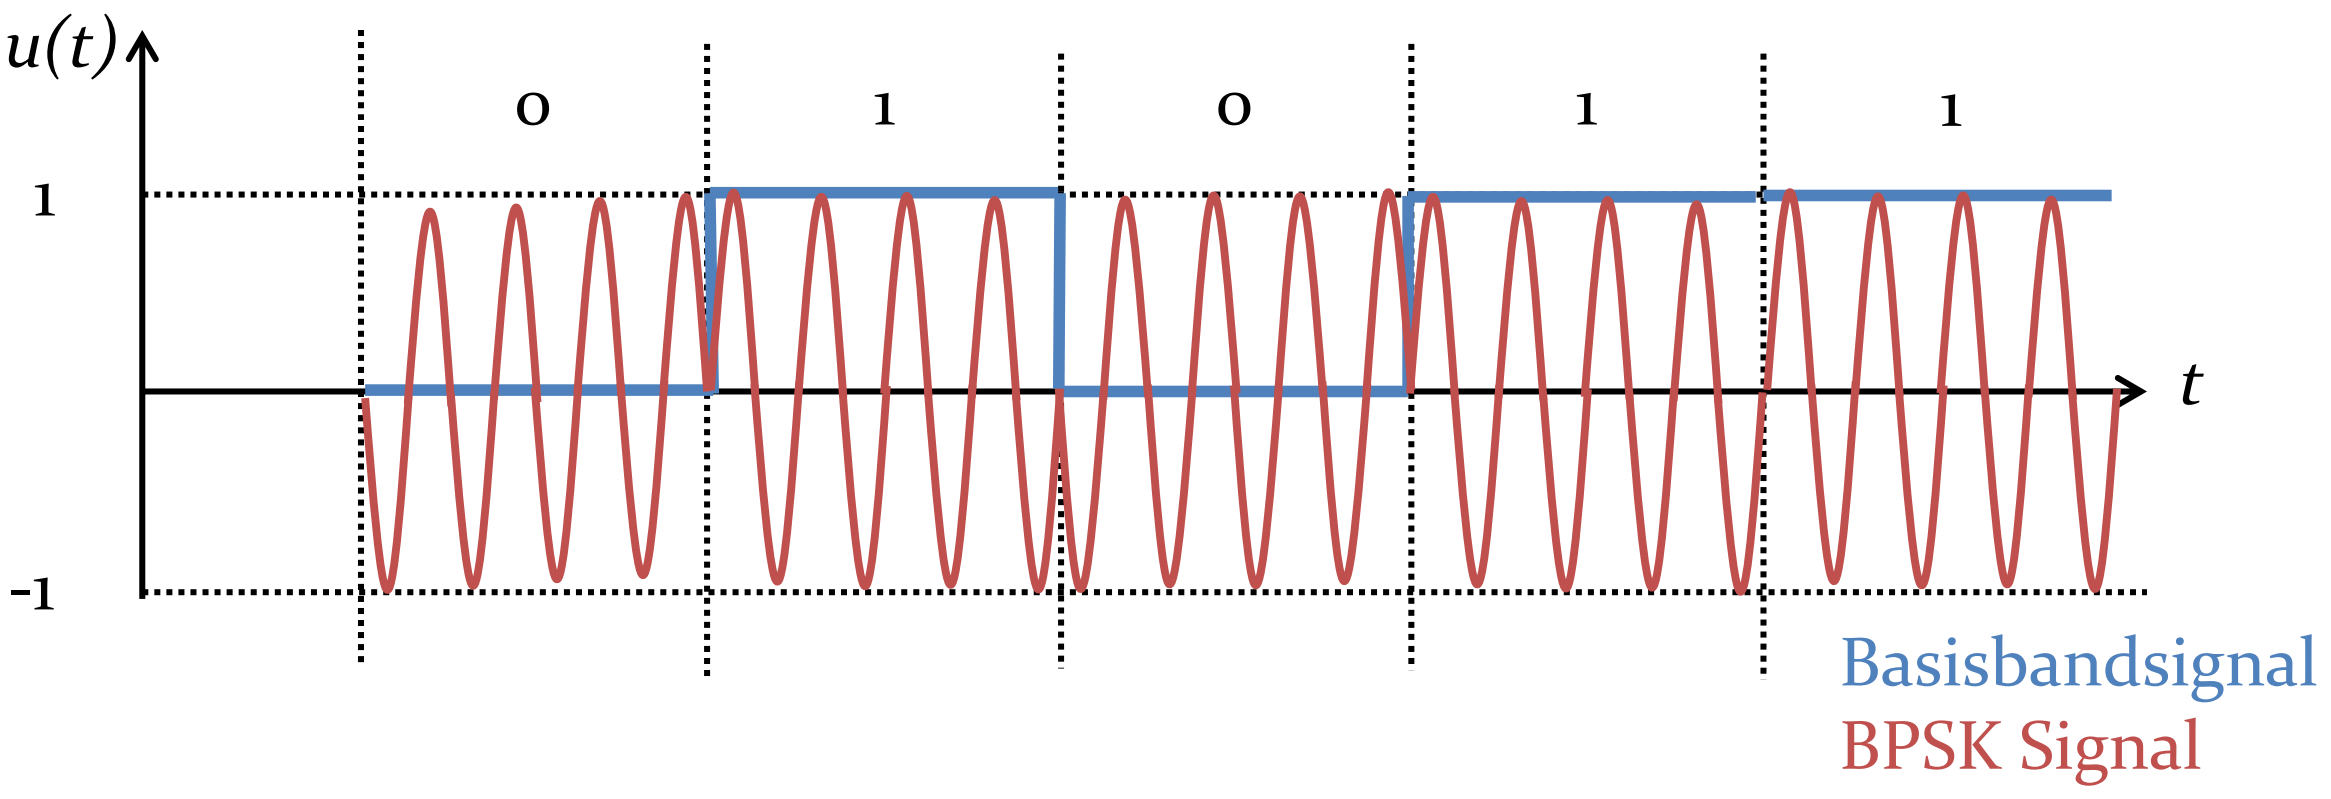 u(t)
0 1 0 1 1
1
t
-1
Basisbandsignal
BPSK Signal